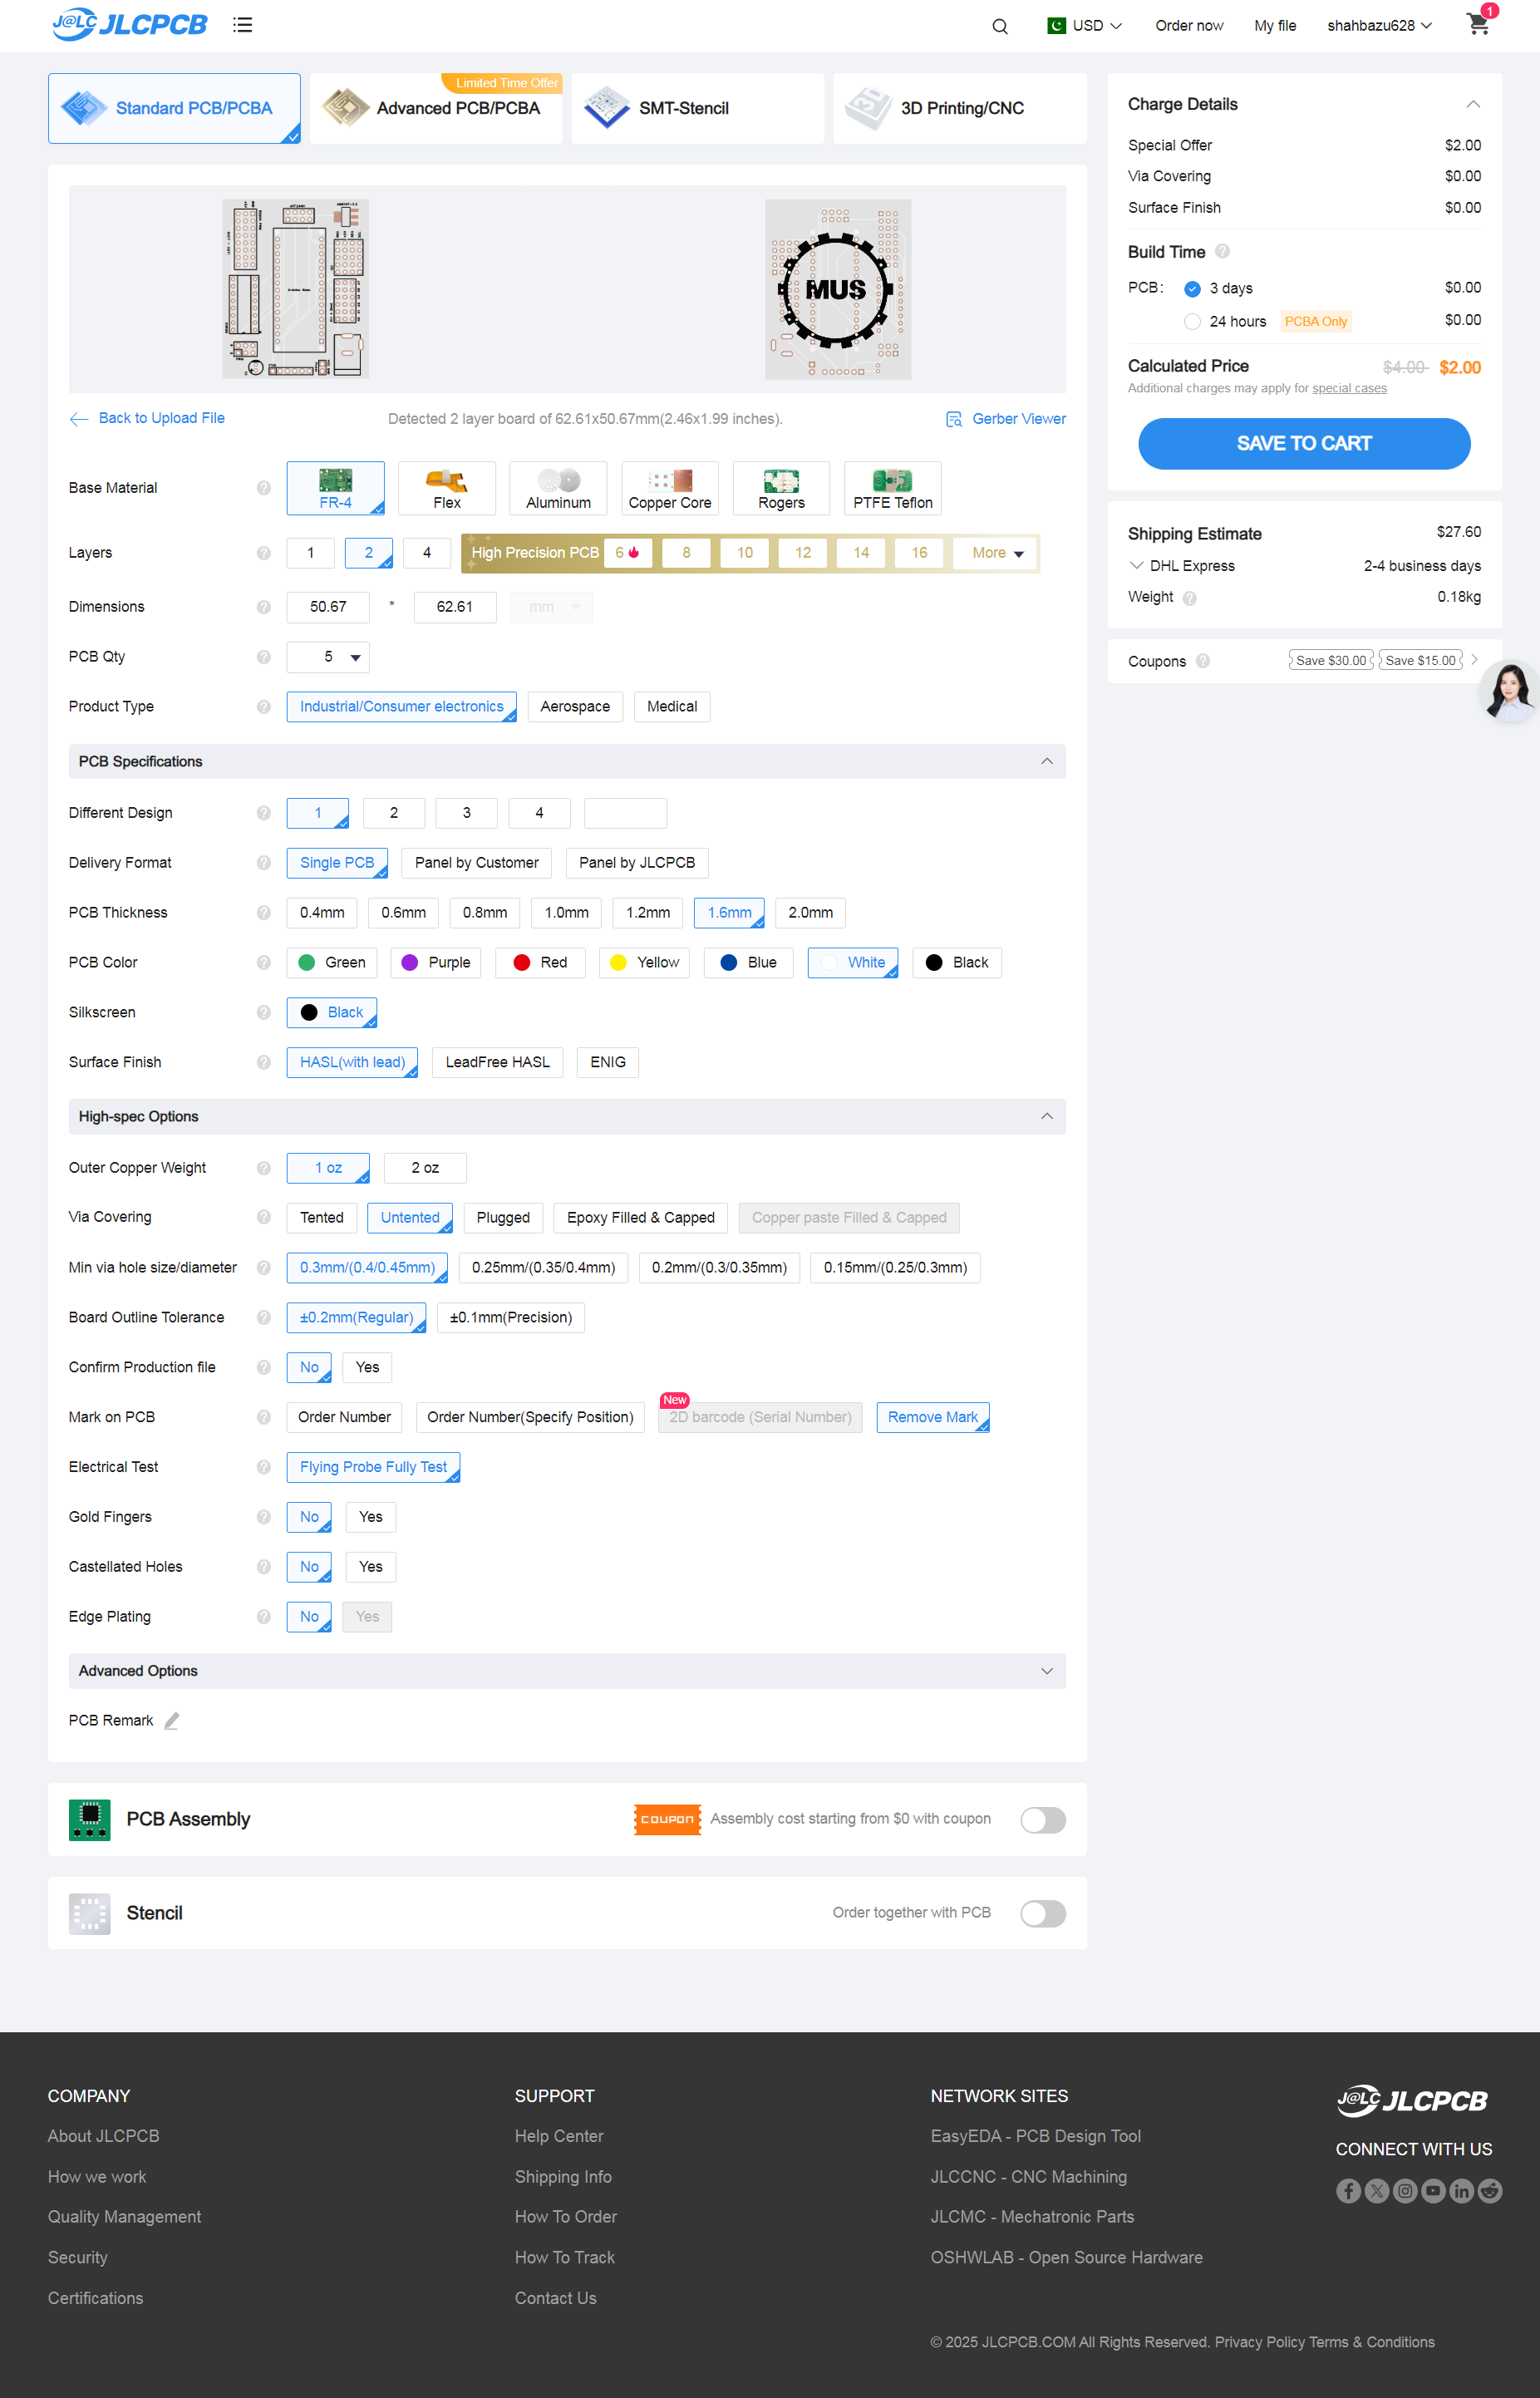 J@LC JLCPCB
USD
Order now
My file
shahbazu628
1
Standard PCB/PCBA
Limited Time Offer
Advanced PCB/PCBA
SMT-Stencil
3D Printing/CNC
MUS
Back to Upload File
Detected 2 layer board of 62.61x50.67mm(2.46x1.99 inches).
Gerber Viewer
Base Material
FR-4
Flex
Aluminum
Copper Core
Rogers
PTFE Teflon
Layers
1
2
4
High Precision PCB
6
8
10
12
14
16
More
Dimensions
50.67
*
62.61
mm
PCB Qty
5
Product Type
Industrial/Consumer electronics
Aerospace
Medical
PCB Specifications
Different Design
1
2
3
4
Delivery Format
Single PCB
Panel by Customer
Panel by JLCPCB
PCB Thickness
0.4mm
0.6mm
0.8mm
1.0mm
1.2mm
1.6mm
2.0mm
PCB Color
Green
Purple
Red
Yellow
Blue
White
Black
Silkscreen
Black
Surface Finish
HASL(with lead)
LeadFree HASL
ENIG
High-spec Options
Outer Copper Weight
1 oz
2 oz
Via Covering
Tented
Untented
Plugged
Epoxy Filled & Capped
Copper paste Filled & Capped
Min via hole size/diameter
0.3mm/(0.4/0.45mm)
0.25mm/(0.35/0.4mm)
0.2mm/(0.3/0.35mm)
0.15mm/(0.25/0.3mm)
Board Outline Tolerance
±0.2mm(Regular)
±0.1mm(Precision)
Confirm Production file
No
Yes
Mark on PCB
Order Number
Order Number(Specify Position)
New
2D barcode (Serial Number)
Remove Mark
Electrical Test
Flying Probe Fully Test
Gold Fingers
No
Yes
Castellated Holes
No
Yes
Edge Plating
No
Yes
Advanced Options
PCB Remark
PCB Assembly
COUPON
Assembly cost starting from $0 with coupon
Stencil
Order together with PCB
Charge Details
Special Offer $2.00
Via Covering $0.00
Surface Finish $0.00
Build Time
PCB: 3 days $0.00
24 hours PCBA Only $0.00
Calculated Price $4.00 $2.00
Additional charges may apply for special cases
SAVE TO CART
Shipping Estimate $27.60
DHL Express 2-4 business days
Weight 0.18kg
Coupons Save $30.00 Save $15.00
COMPANY
About JLCPCB
How we work
Quality Management
Security
Certifications
SUPPORT
Help Center
Shipping Info
How To Order
How To Track
Contact Us
NETWORK SITES
EasyEDA - PCB Design Tool
JLCCNC - CNC Machining
JLCMC - Mechatronic Parts
OSHWLAB - Open Source Hardware
J@LC JLCPCB
CONNECT WITH US
© 2025 JLCPCB.COM All Rights Reserved. Privacy Policy Terms & Conditions